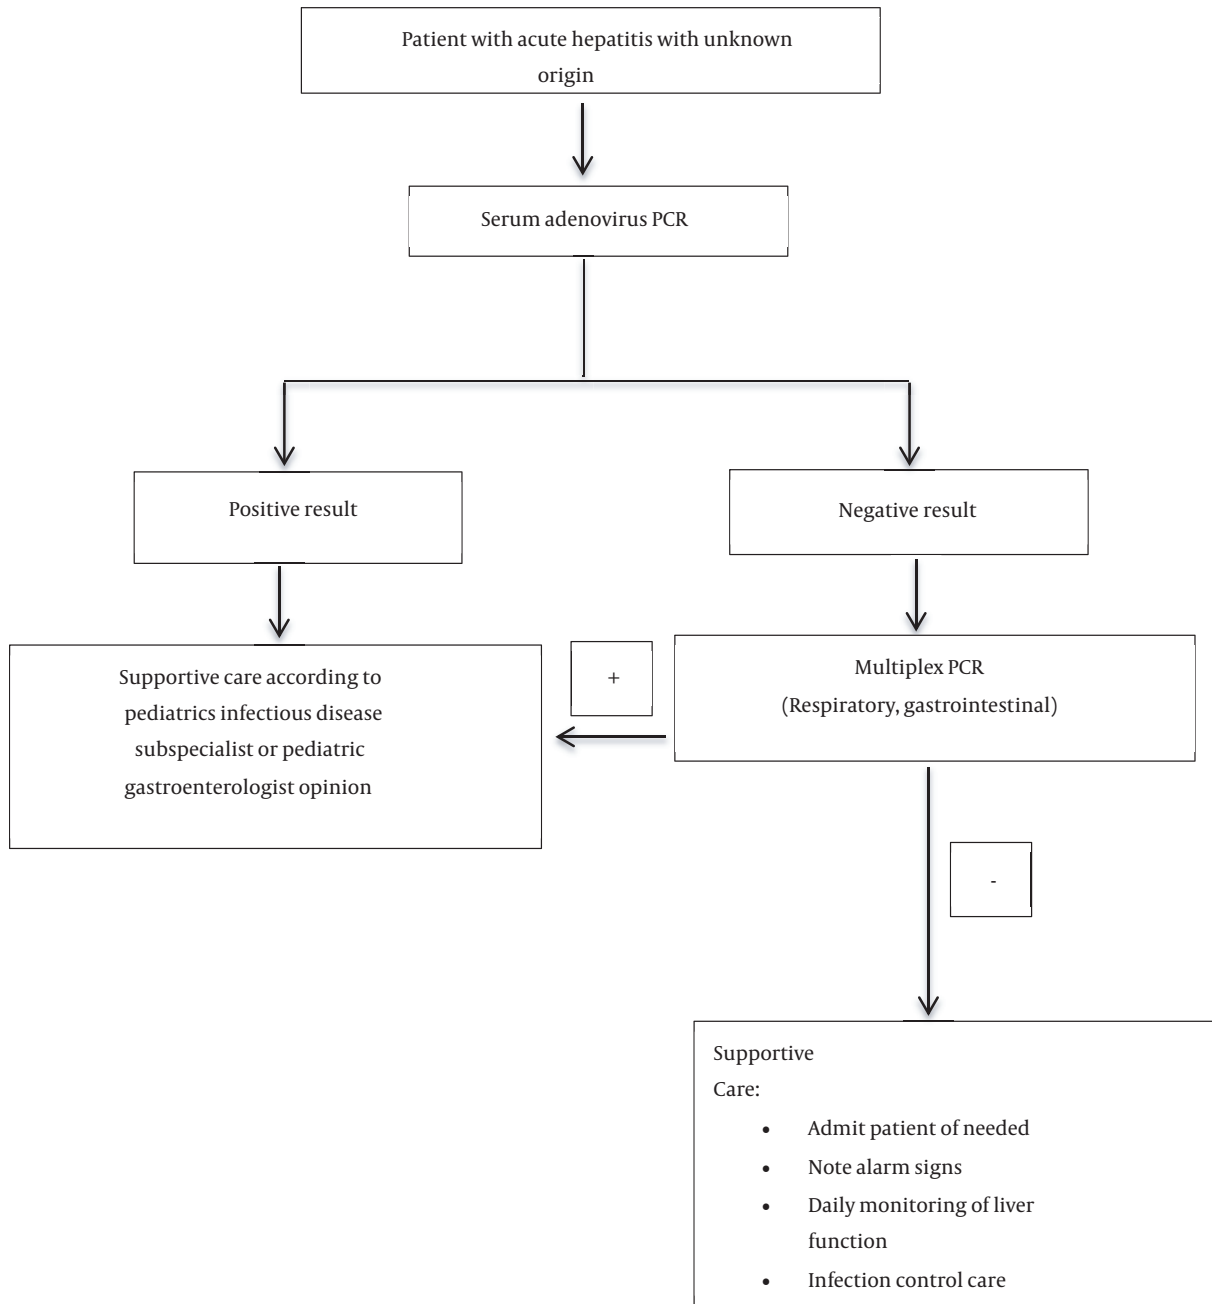 Patient with acute hepatitis with unknown
origin
Serum adenovirus PCR
Positive result
Negative result
Supportive care according to
pediatrics infectious disease
subspecialist or pediatric
gastroenterologist opinion
+
Multiplex PCR
(Respiratory, gastrointestinal)
-
Supportive
Care:
• Admit patient of needed
• Note alarm signs
• Daily monitoring of liver
function
• Infection control care